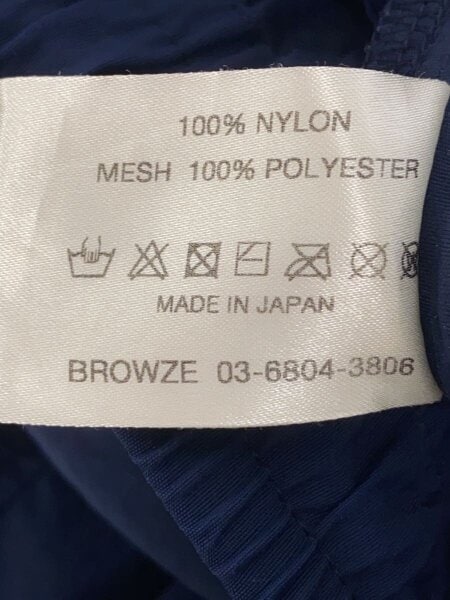 100% NYLON
MESH 100% POLYESTER
MADE IN JAPAN
BROWZE 03-6804-3806